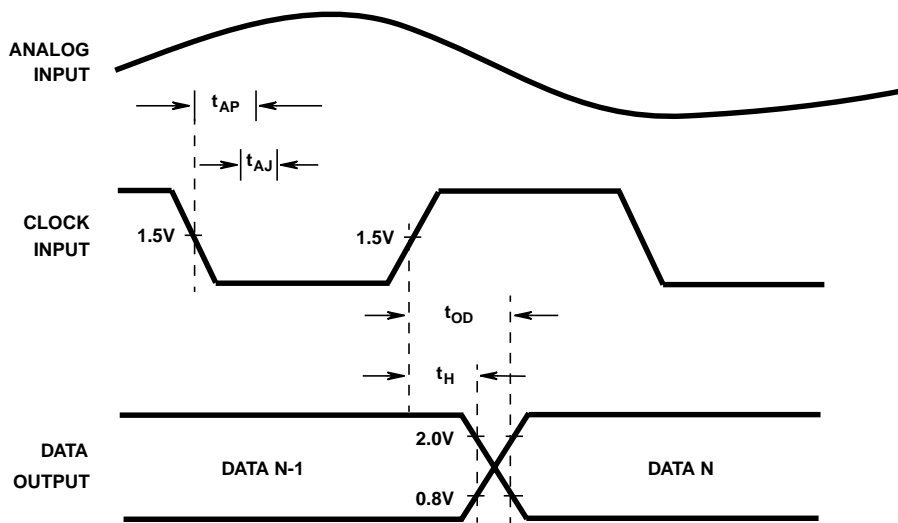 ANALOG
INPUT
tAP
tAJ
CLOCK
INPUT
1.5V
1.5V
tOD
tH
DATA
OUTPUT
2.0V
0.8V
DATA N-1
DATA N